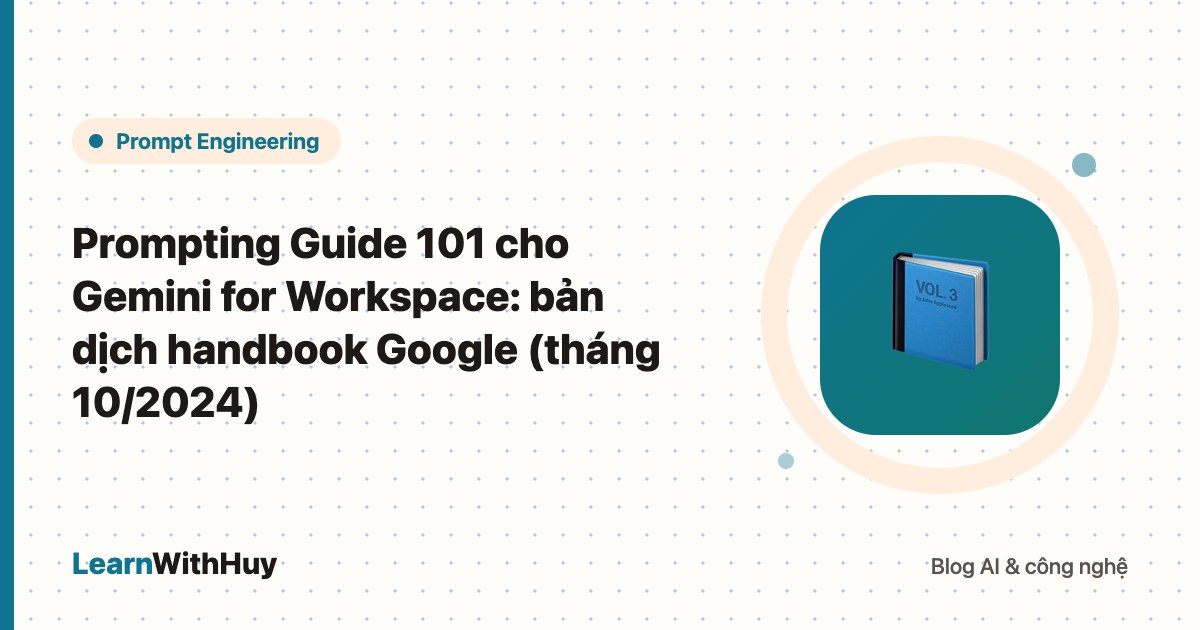 Prompt Engineering
Prompting Guide 101 cho
Gemini for Workspace: bản
dịch handbook Google (tháng
10/2024)
VOL. 3
LearnWithHuy
Blog AI & công nghệ